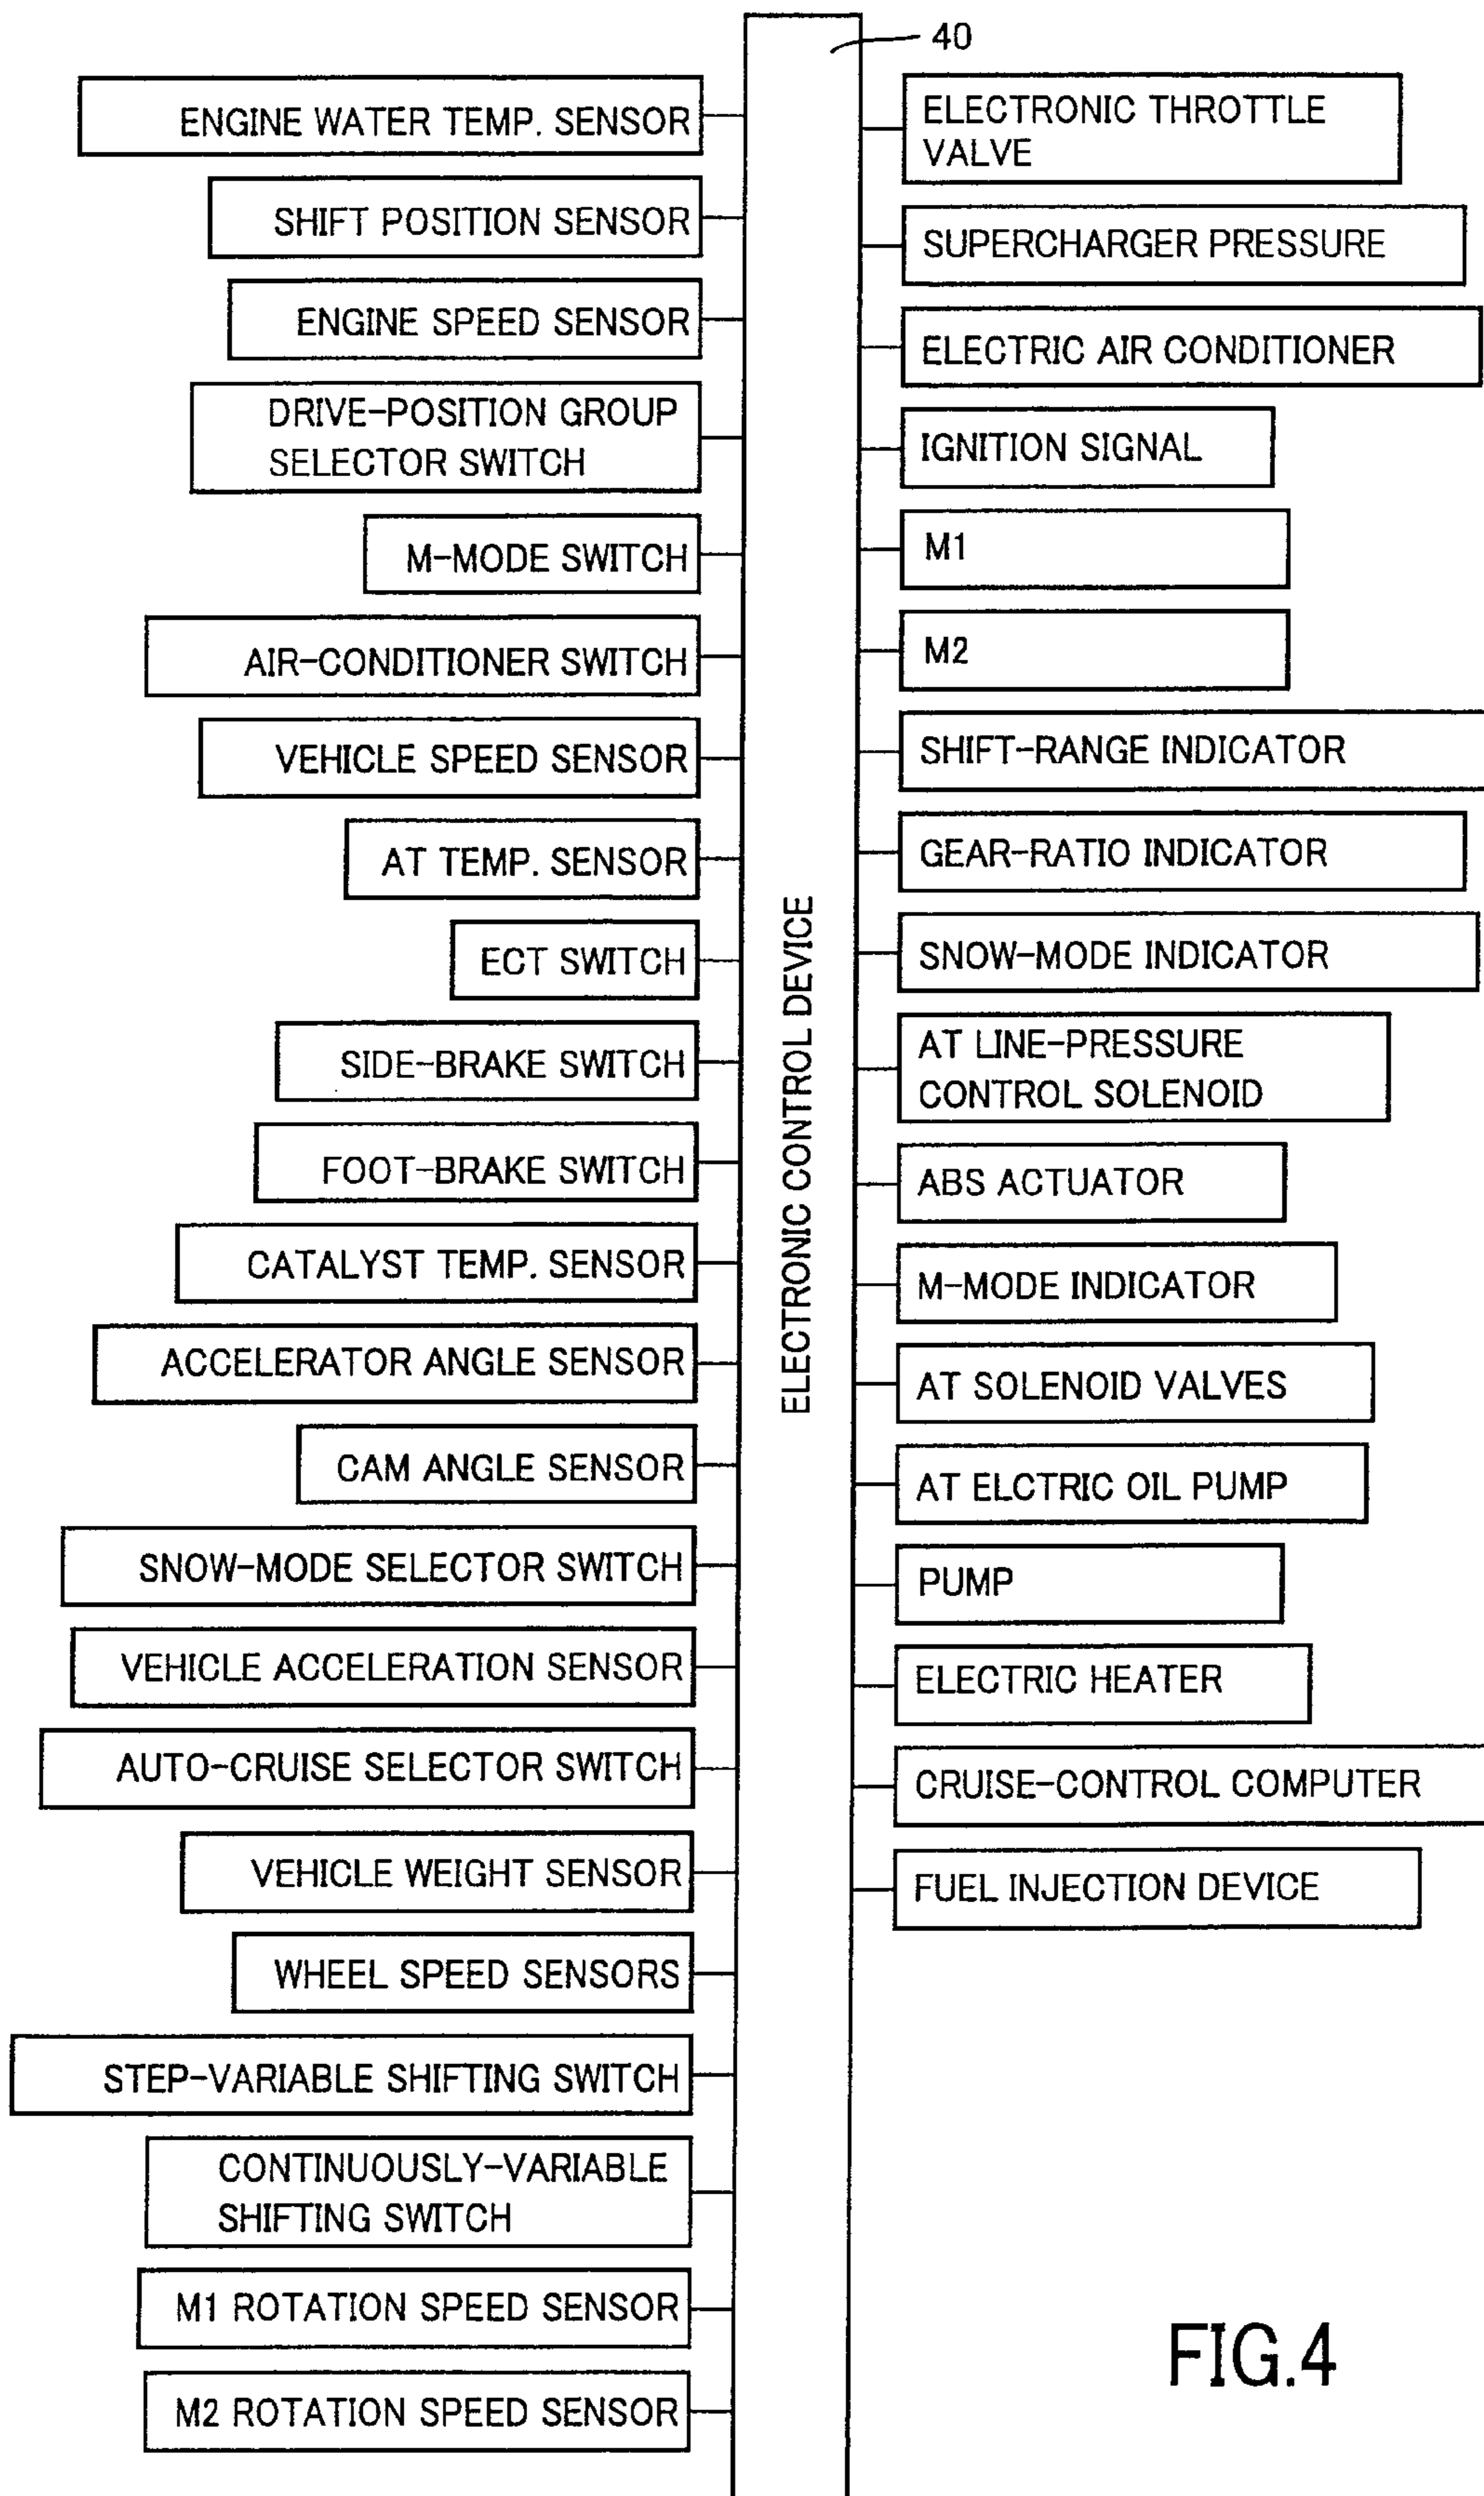 40
ENGINE WATER TEMP. SENSOR
SHIFT POSITION SENSOR
ENGINE SPEED SENSOR
DRIVE-POSITION GROUP
SELECTOR SWITCH
M-MODE SWITCH
AIR-CONDITIONER SWITCH
VEHICLE SPEED SENSOR
AT TEMP. SENSOR
ECT SWITCH
SIDE-BRAKE SWITCH
FOOT-BRAKE SWITCH
CATALYST TEMP. SENSOR
ACCELERATOR ANGLE SENSOR
CAM ANGLE SENSOR
SNOW-MODE SELECTOR SWITCH
VEHICLE ACCELERATION SENSOR
AUTO-CRUISE SELECTOR SWITCH
VEHICLE WEIGHT SENSOR
WHEEL SPEED SENSORS
STEP-VARIABLE SHIFTING SWITCH
CONTINUOUSLY-VARIABLE
SHIFTING SWITCH
M1 ROTATION SPEED SENSOR
M2 ROTATION SPEED SENSOR
ELECTRONIC CONTROL DEVICE
ELECTRONIC THROTTLE
VALVE
SUPERCHARGER PRESSURE
ELECTRIC AIR CONDITIONER
IGNITION SIGNAL
M1
M2
SHIFT-RANGE INDICATOR
GEAR-RATIO INDICATOR
SNOW-MODE INDICATOR
AT LINE-PRESSURE
CONTROL SOLENOID
ABS ACTUATOR
M-MODE INDICATOR
AT SOLENOID VALVES
AT ELCTRIC OIL PUMP
PUMP
ELECTRIC HEATER
CRUISE-CONTROL COMPUTER
FUEL INJECTION DEVICE
FIG.4